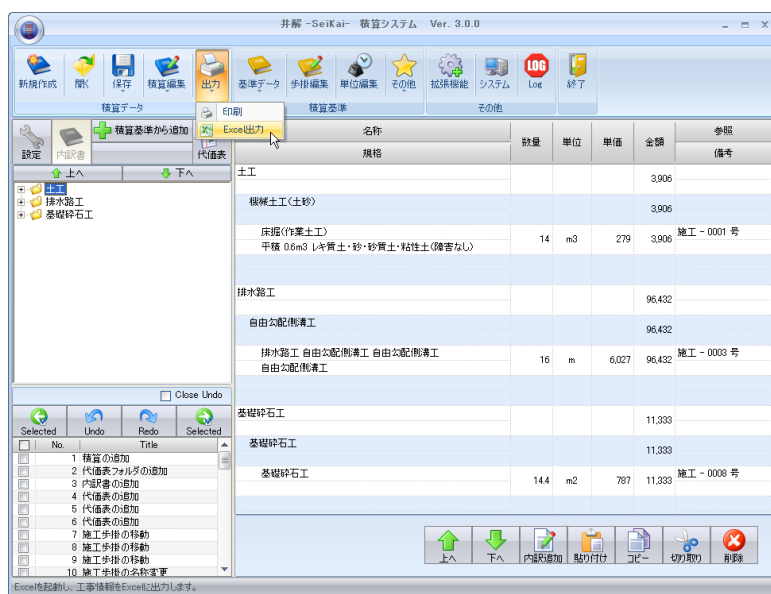 井解 -SeiKai- 積算システム Ver. 3.0.0
新規作成 開く 保存 積算編集 出力 基準データ 歩掛編集 単位編集 その他 拡張機能 システム LOG Log 終了
積算データ 積算基準 その他
印刷
Excel出力
設定 内訳書 積算基準から追加 代価表
上へ 下へ
土工
排水路工
基礎砕石工
名称 数量 単位 単価 金額 参照
規格 備考
土工 3,906
機械土工(土砂) 3,906
床掘(作業土工) 14 m3 279 3,906 施工 - 0001 号
平積 0.6m3 レキ質土・砂・砂質土・粘性土(障害なし)
排水路工 96,432
自由勾配側溝工 96,432
排水路工 自由勾配側溝工 自由勾配側溝工 16 m 6,027 96,432 施工 - 0003 号
自由勾配側溝工
基礎砕石工 11,333
基礎砕石工 11,333
基礎砕石工 14.4 m2 787 11,333 施工 - 0008 号
Close Undo
Selected Undo Redo Selected
No. Title
1 積算の追加
2 代価表フォルダの追加
3 内訳書の追加
4 代価表の追加
5 代価表の追加
6 代価表の追加
7 施工歩掛の移動
8 施工歩掛の移動
9 施工歩掛の移動
10 施工歩掛の名称変更
上へ 下へ 内訳追加 貼り付け コピー 切り取り 削除
Excelを起動し、工事情報をExcelに出力します。